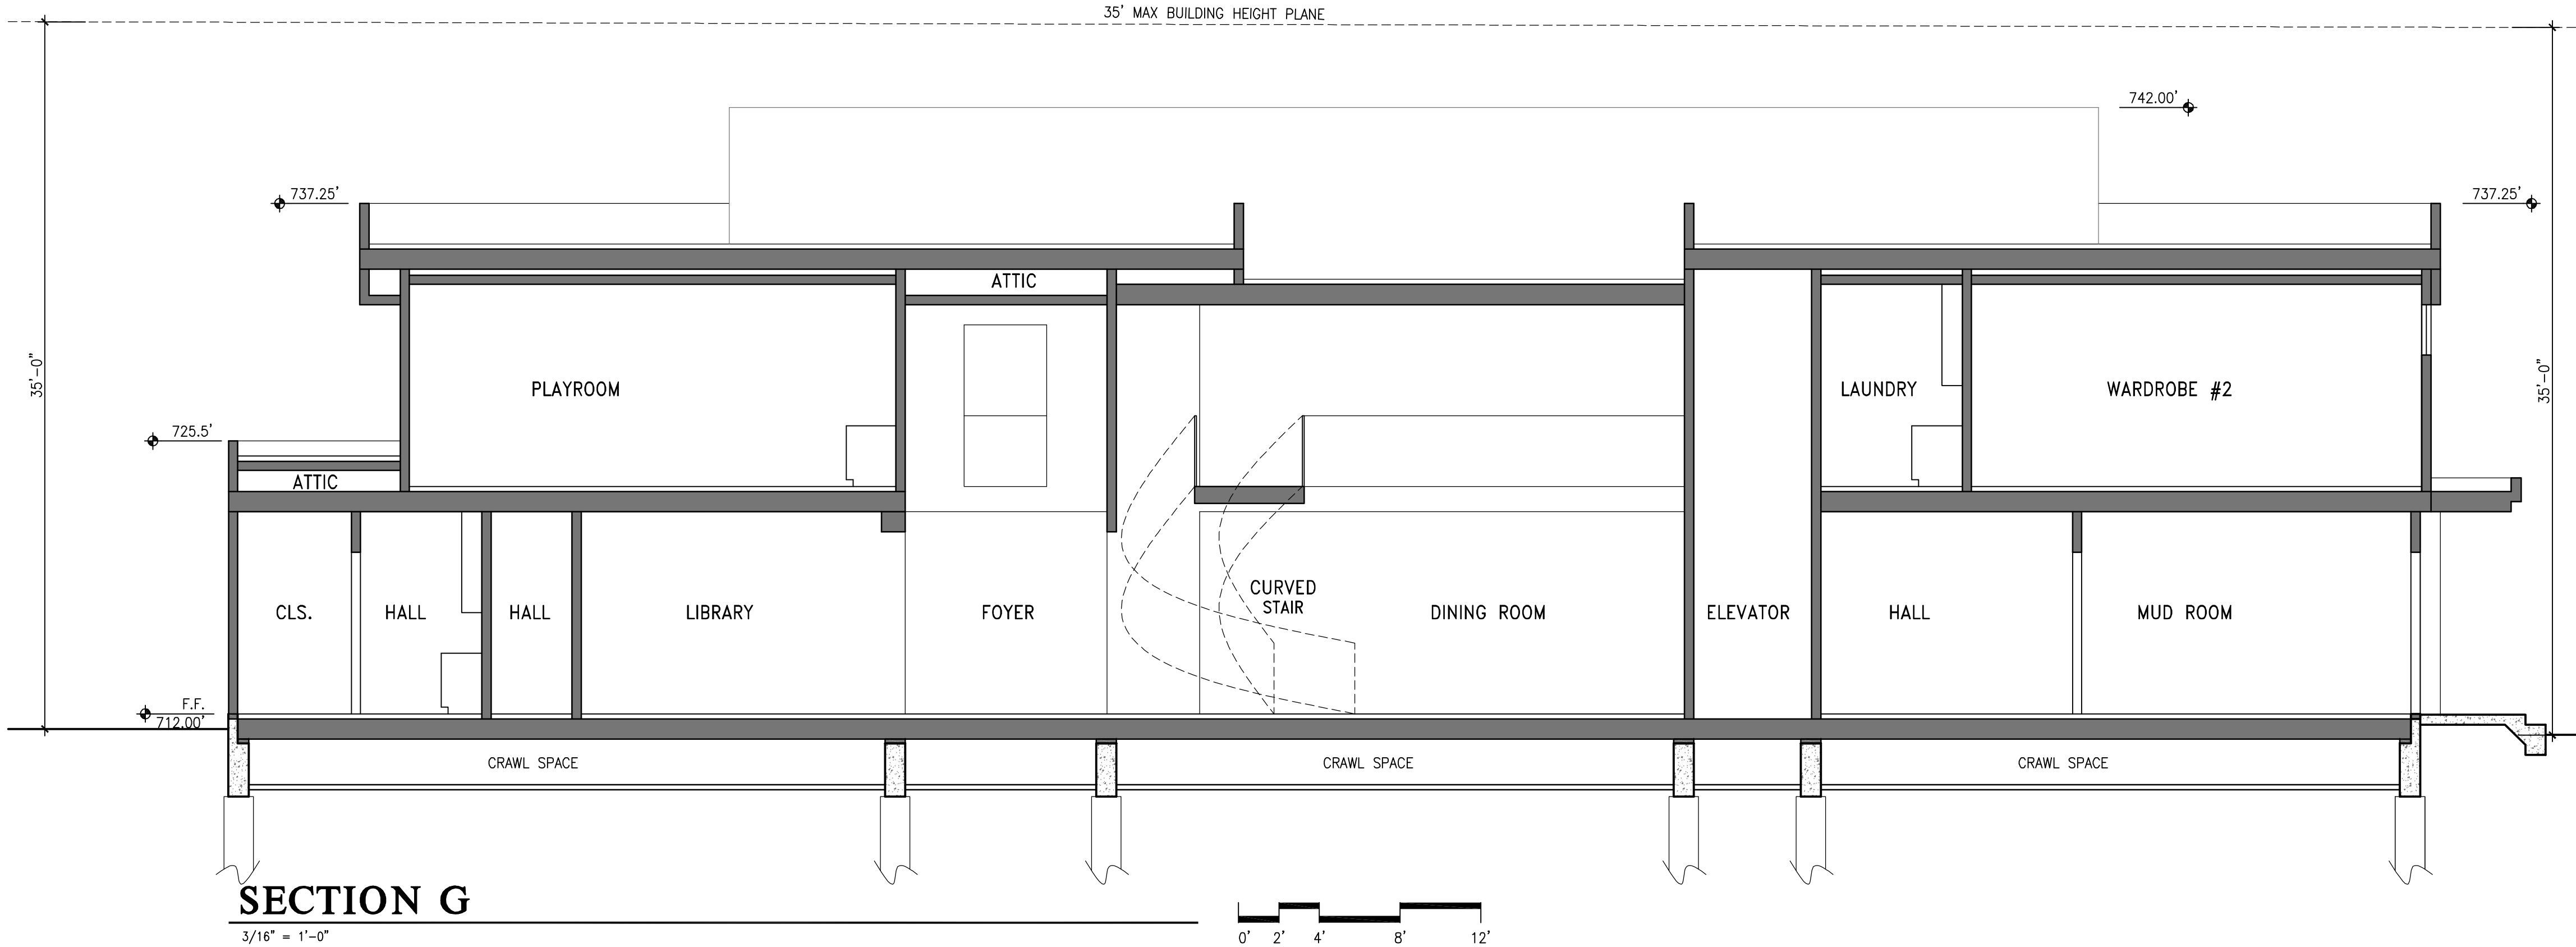 35' MAX BUILDING HEIGHT PLANE
742.00'
737.25'
737.25'
ATTIC
35'-0"
PLAYROOM
LAUNDRY
WARDROBE #2
35'-0"
725.5'
ATTIC
CURVED
STAIR
CLS.
HALL
HALL
LIBRARY
FOYER
DINING ROOM
ELEVATOR
HALL
MUD ROOM
F.F.
712.00'
CRAWL SPACE
CRAWL SPACE
CRAWL SPACE
SECTION G
3/16" = 1'-0"
0' 2' 4' 8' 12'